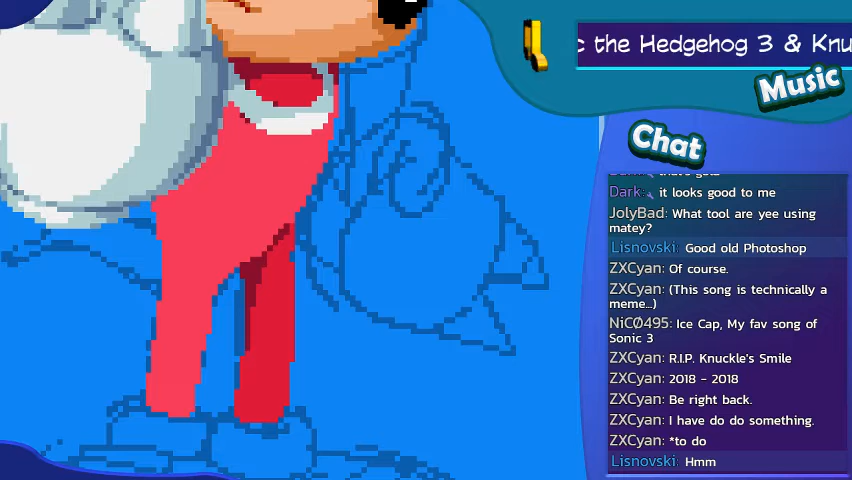 c the Hedgehog 3 & Knu
Music
Chat
Dark: it looks good to me
JolyBad: What tool are yee using
matey?
Lisnovski: Good old Photoshop
ZXCyan: Of course.
ZXCyan: (This song is technically a
meme...)
NiCØ495: Ice Cap, My fav song of
Sonic 3
ZXCyan: R.I.P. Knuckle's Smile
ZXCyan: 2018 - 2018
ZXCyan: Be right back.
ZXCyan: I have do do something.
ZXCyan: *to do
Lisnovski: Hmm